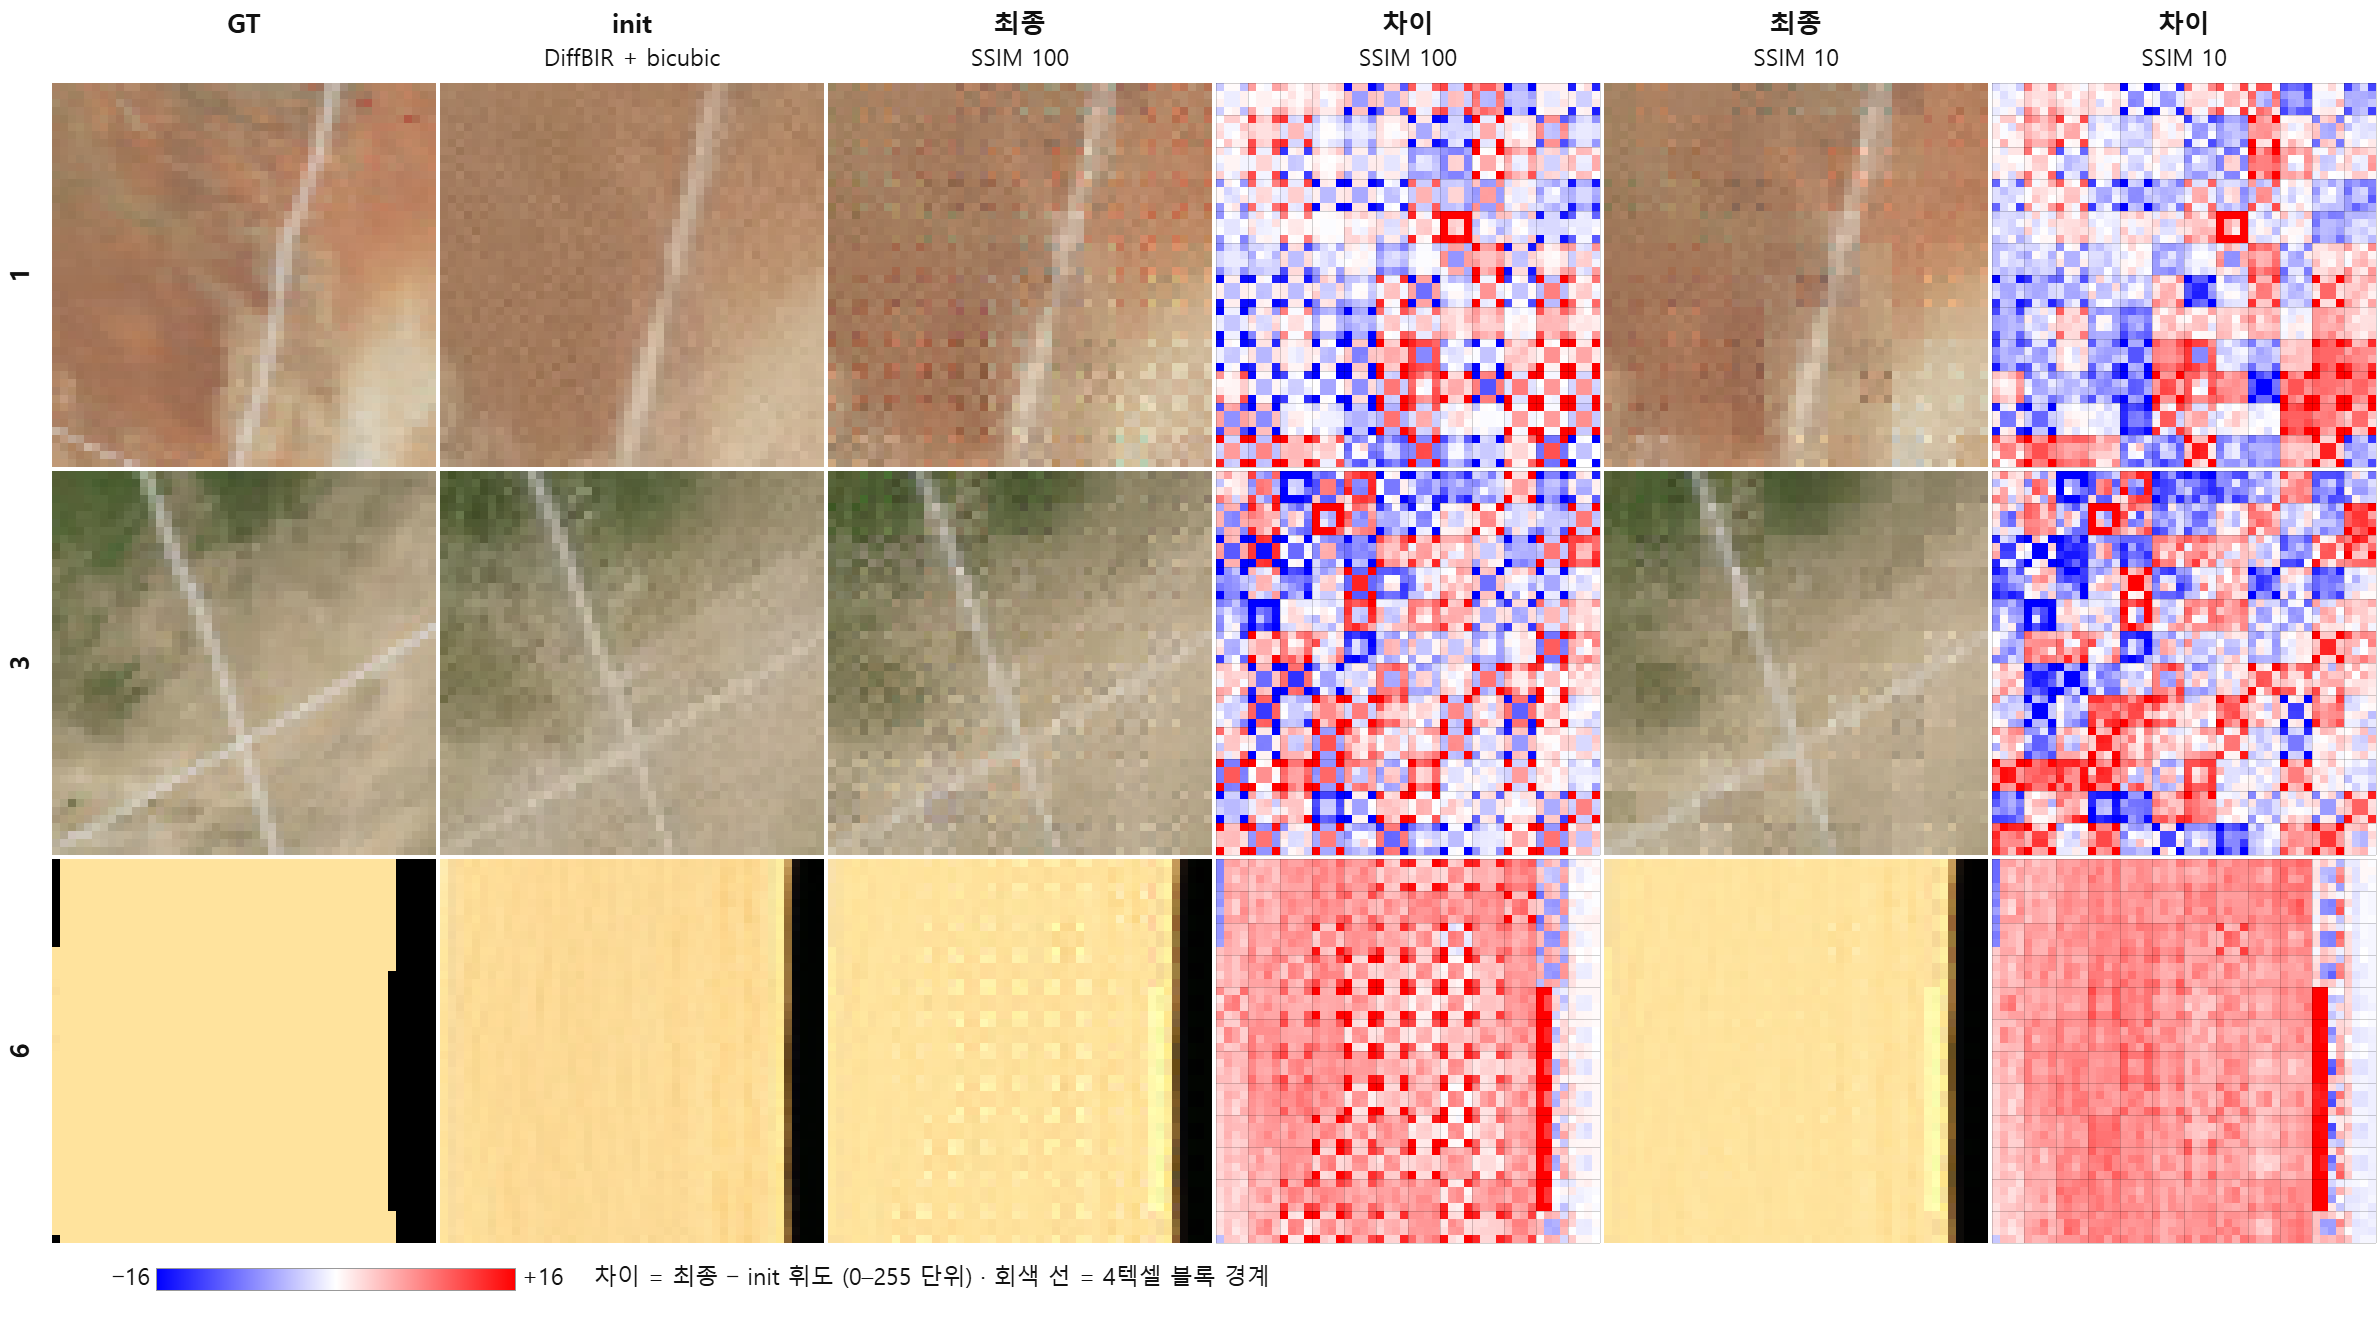 GT
init
최종
차이
최종
차이
DiffBIR + bicubic
SSIM 100
SSIM 100
SSIM 10
SSIM 10
1
3
6
−16
+16
차이 = 최종 − init 휘도 (0–255 단위) · 회색 선 = 4텍셀 블록 경계